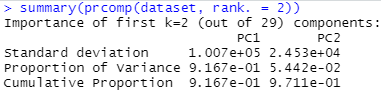 > summary(prcomp(dataset, rank. = 2))
Importance of first k=2 (out of 29) components:
PC1 PC2
Standard deviation 1.007e+05 2.453e+04
Proportion of Variance 9.167e-01 5.442e-02
Cumulative Proportion 9.167e-01 9.711e-01